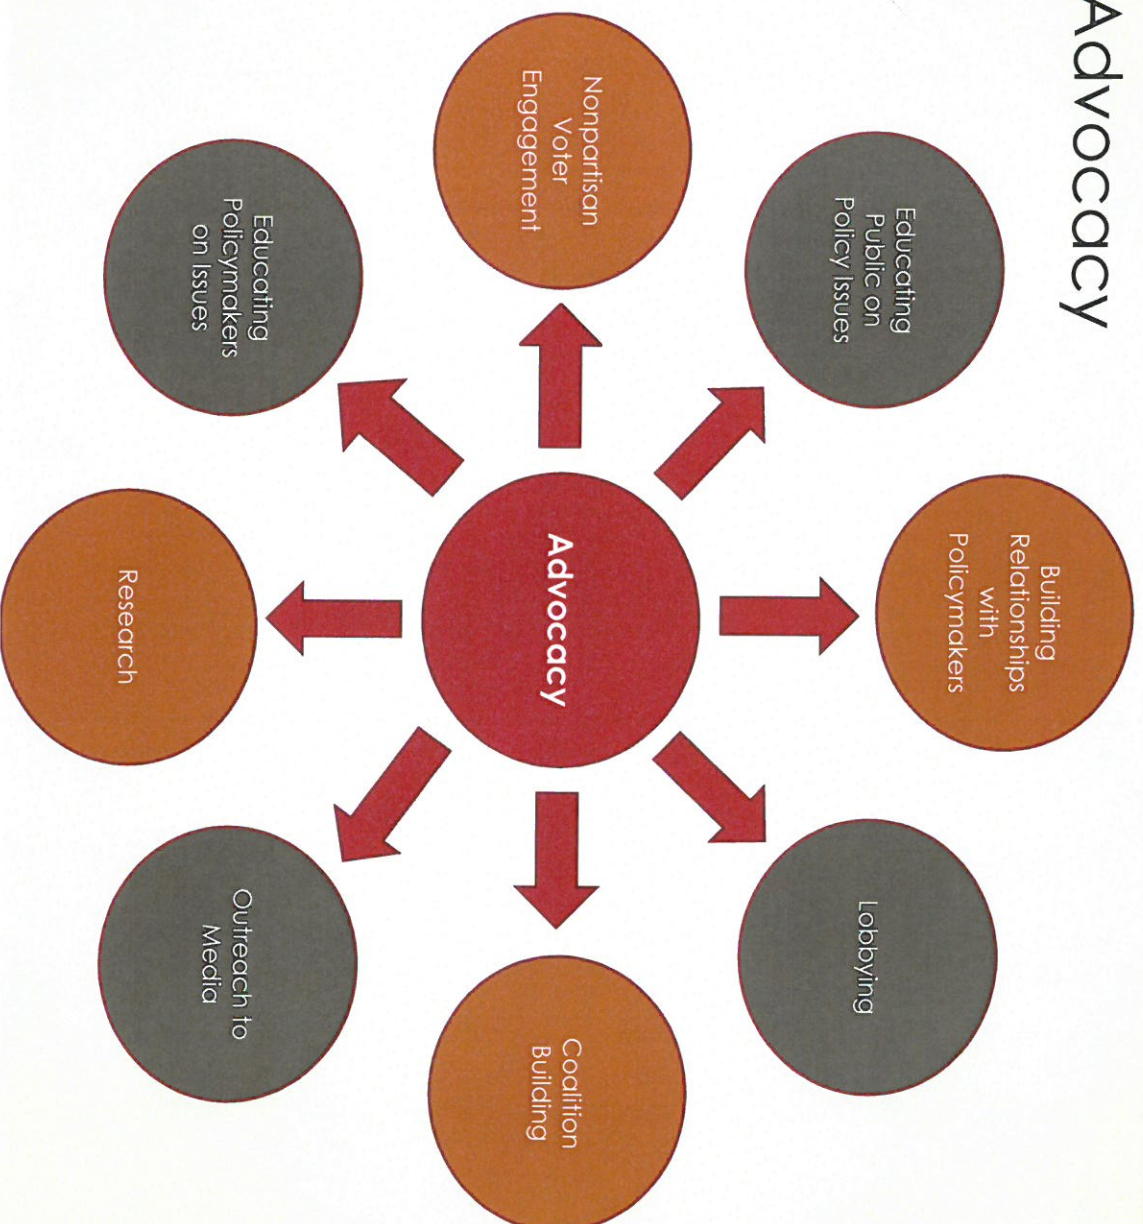 Advocacy
Building
Relationships
with
Policymakers
Educating
Public on
Policy Issues
Lobbying
Nonpartisan
Voter
Engagement
Advocacy
Coalition
Building
Educating
Policymakers
on Issues
Outreach to
Media
Research